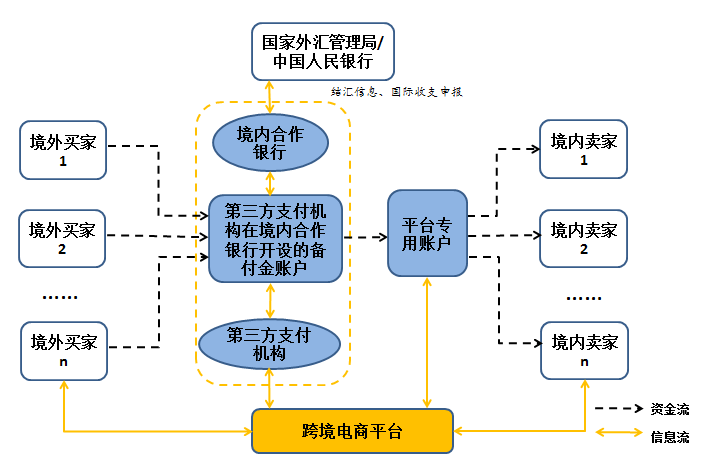 国家外汇管理局/
中国人民银行
结汇信息、国际收支申报
境外买家
1
境内合作
银行
境内卖家
1
境外买家
2
第三方支付机
构在境内合作
银行开设的备
付金账户
平台专
用账户
境内卖家
2
……
……
境外买家
n
第三方支付
机构
境内卖家
n
跨境电商平台
资金流
信息流